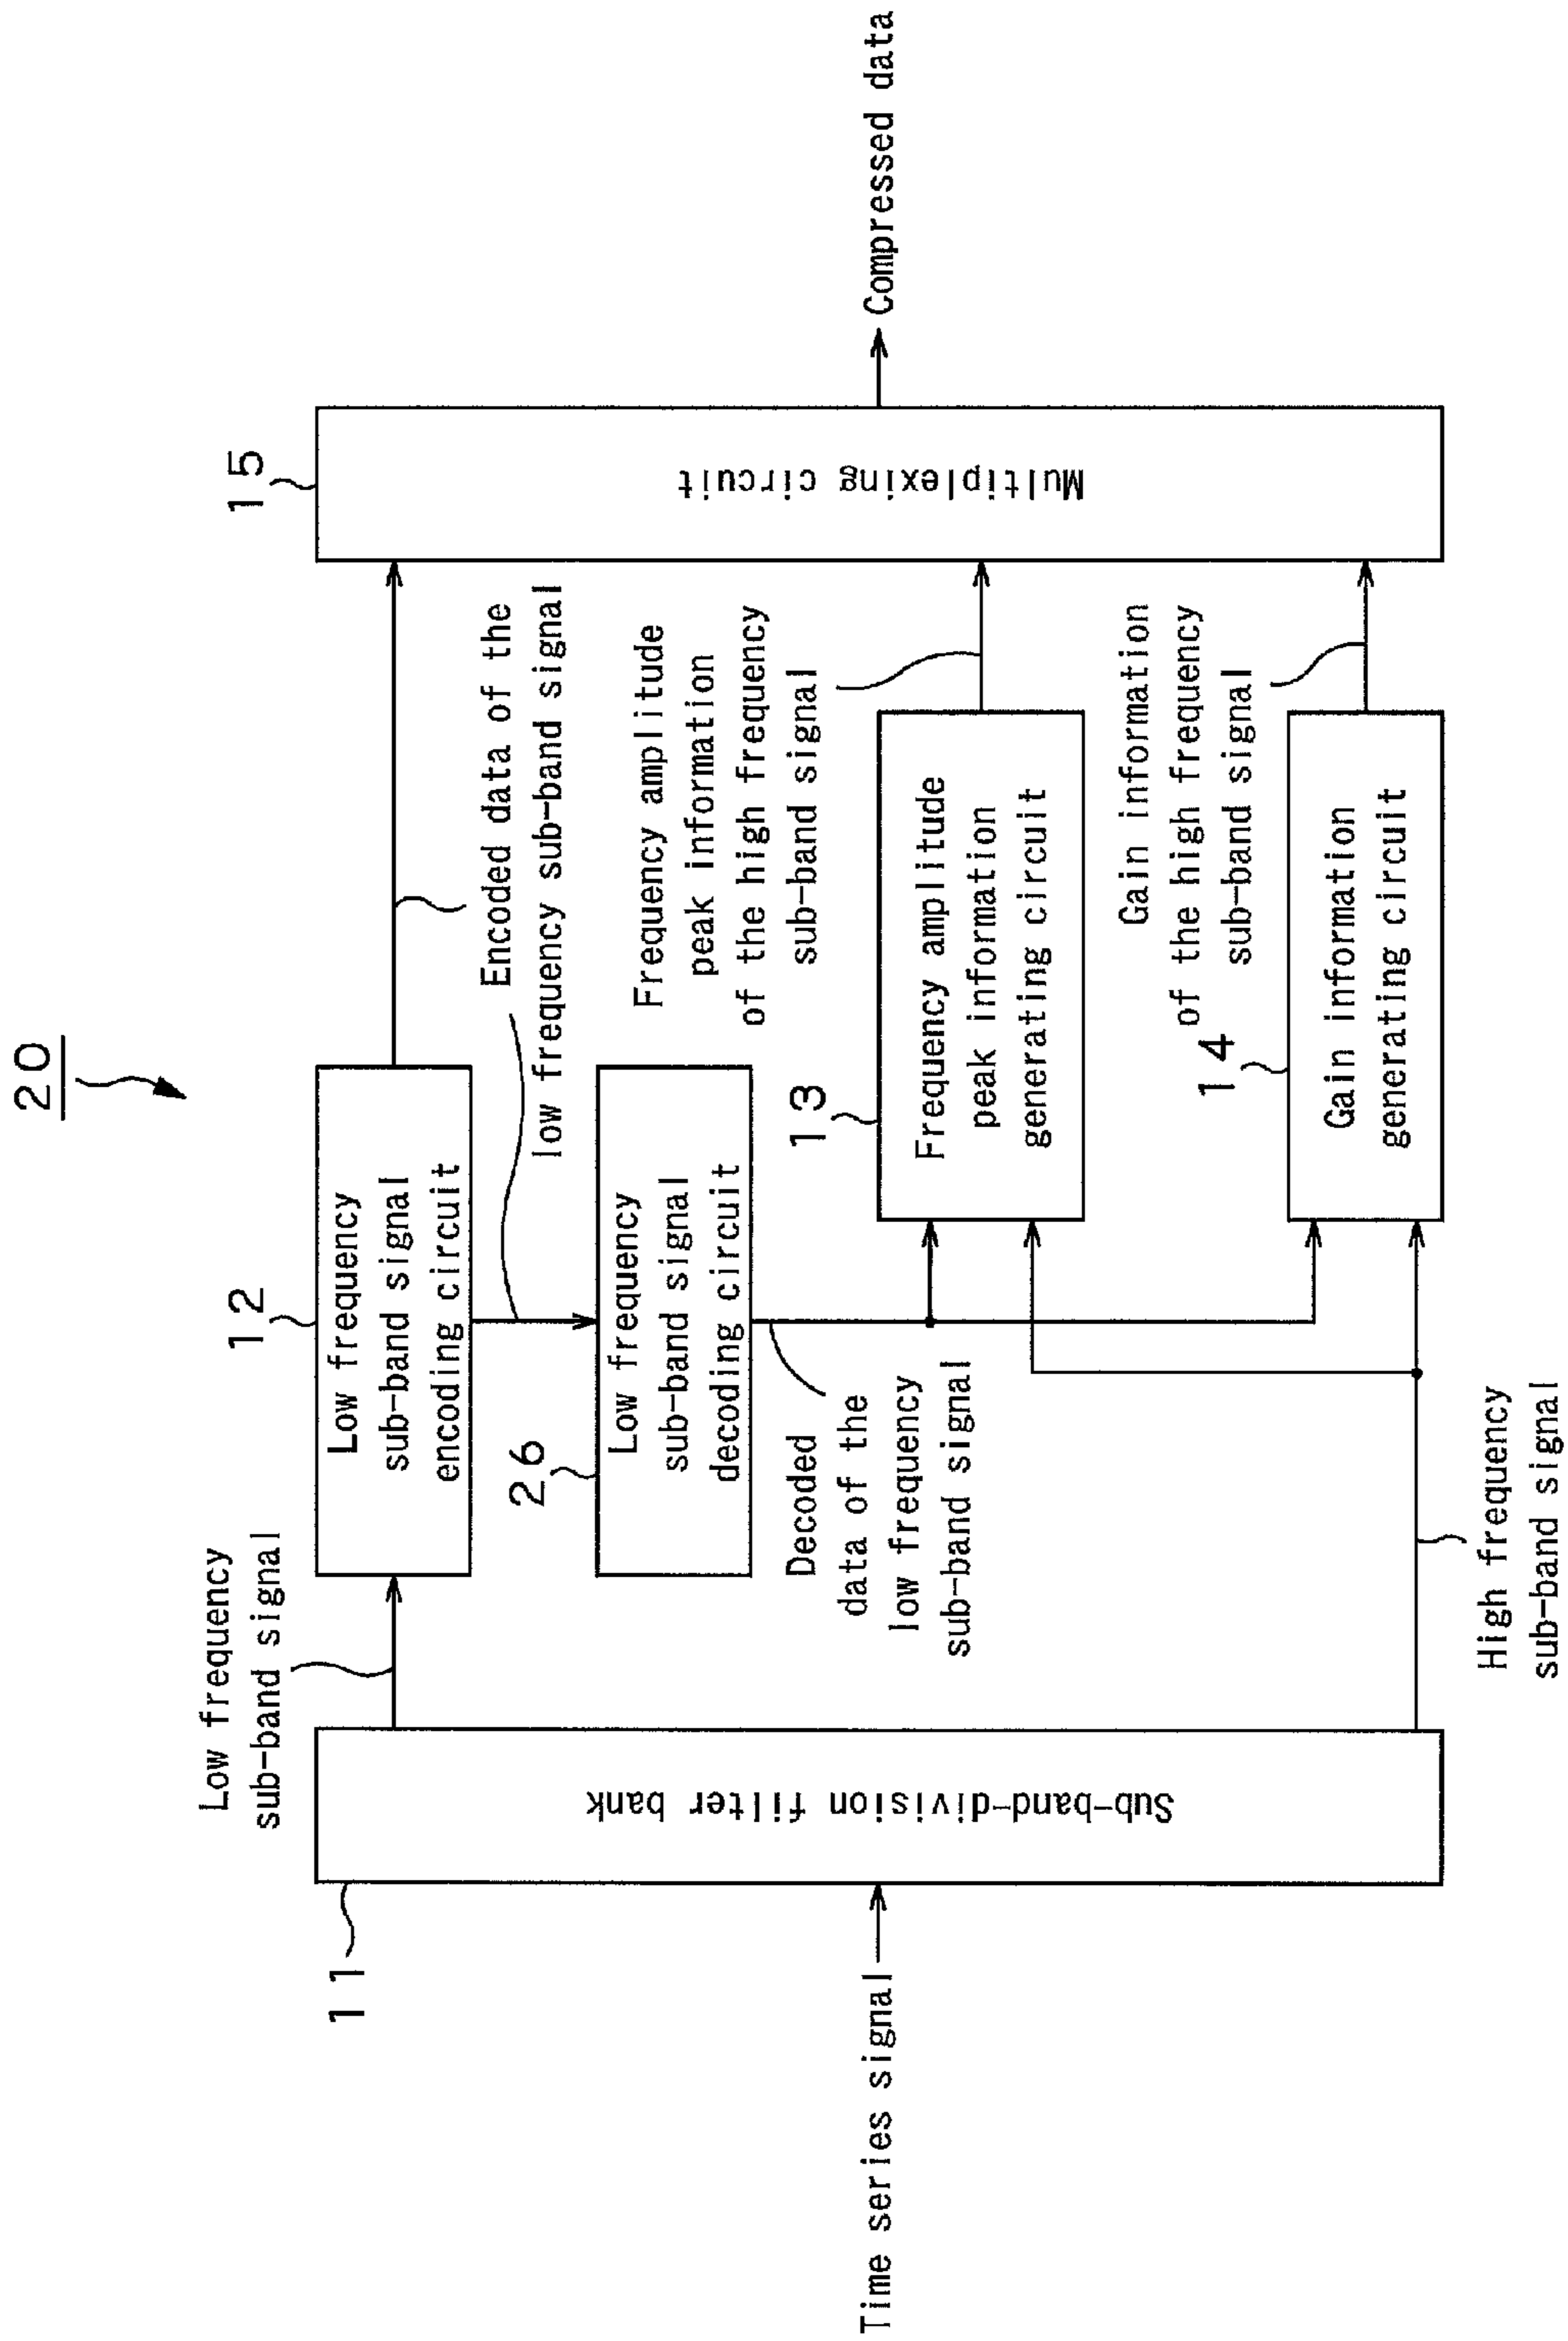 20
Time series signal
11
Sub-band-division filter bank
Low frequency
sub-band signal
12
Low frequency
sub-band signal
encoding circuit
Encoded data of the
low frequency sub-band signal
26
Low frequency
sub-band signal
decoding circuit
Decoded
data of the
low frequency
sub-band signal
High frequency
sub-band signal
13
Frequency amplitude
peak information
generating circuit
Frequency amplitude
peak information
of the high frequency
sub-band signal
14
Gain information
generating circuit
Gain information
of the high frequency
sub-band signal
15
Multiplexing circuit
Compressed data